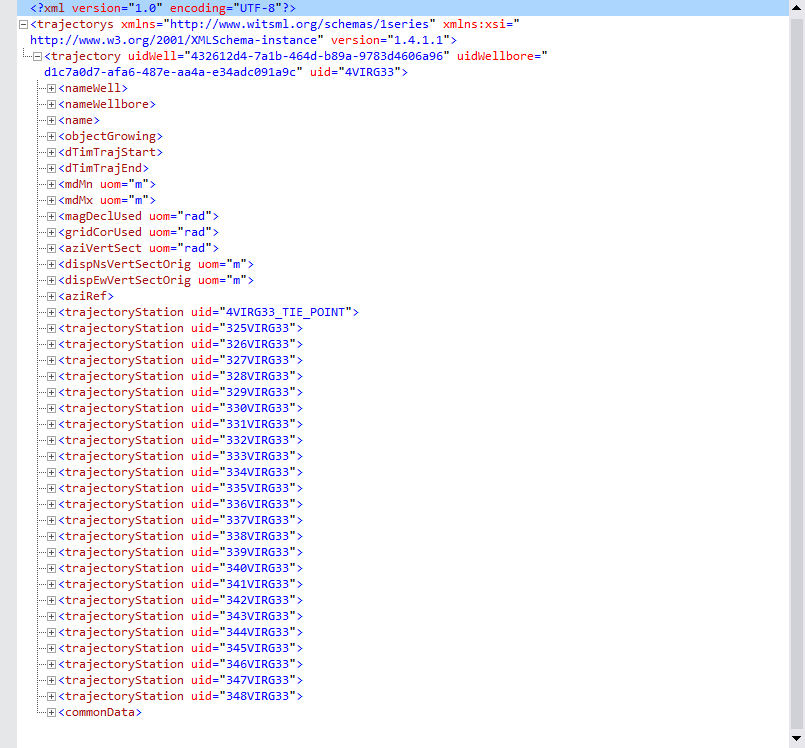 <?xml version="1.0" encoding="UTF-8"?>
<trajectorys xmlns="http://www.witsml.org/schemas/1series" xmlns:xsi="
http://www.w3.org/2001/XMLSchema-instance" version="1.4.1.1">
<trajectory uidWell="432612d4-7a1b-464d-b89a-9783d4606a96" uidWellbore="
d1c7a0d7-afa6-487e-aa4a-e34adc091a9c" uid="4VIRG33">
<nameWell>
<nameWellbore>
<name>
<objectGrowing>
<dTimTrajStart>
<dTimTrajEnd>
<mdMn uom="m">
<mdMx uom="m">
<magDeclUsed uom="rad">
<gridCorUsed uom="rad">
<aziVertSect uom="rad">
<dispNsVertSectOrig uom="m">
<dispEwVertSectOrig uom="m">
<aziRef>
<trajectoryStation uid="4VIRG33_TIE_POINT">
<trajectoryStation uid="325VIRG33">
<trajectoryStation uid="326VIRG33">
<trajectoryStation uid="327VIRG33">
<trajectoryStation uid="328VIRG33">
<trajectoryStation uid="329VIRG33">
<trajectoryStation uid="330VIRG33">
<trajectoryStation uid="331VIRG33">
<trajectoryStation uid="332VIRG33">
<trajectoryStation uid="333VIRG33">
<trajectoryStation uid="334VIRG33">
<trajectoryStation uid="335VIRG33">
<trajectoryStation uid="336VIRG33">
<trajectoryStation uid="337VIRG33">
<trajectoryStation uid="338VIRG33">
<trajectoryStation uid="339VIRG33">
<trajectoryStation uid="340VIRG33">
<trajectoryStation uid="341VIRG33">
<trajectoryStation uid="342VIRG33">
<trajectoryStation uid="343VIRG33">
<trajectoryStation uid="344VIRG33">
<trajectoryStation uid="345VIRG33">
<trajectoryStation uid="346VIRG33">
<trajectoryStation uid="347VIRG33">
<trajectoryStation uid="348VIRG33">
<commonData>